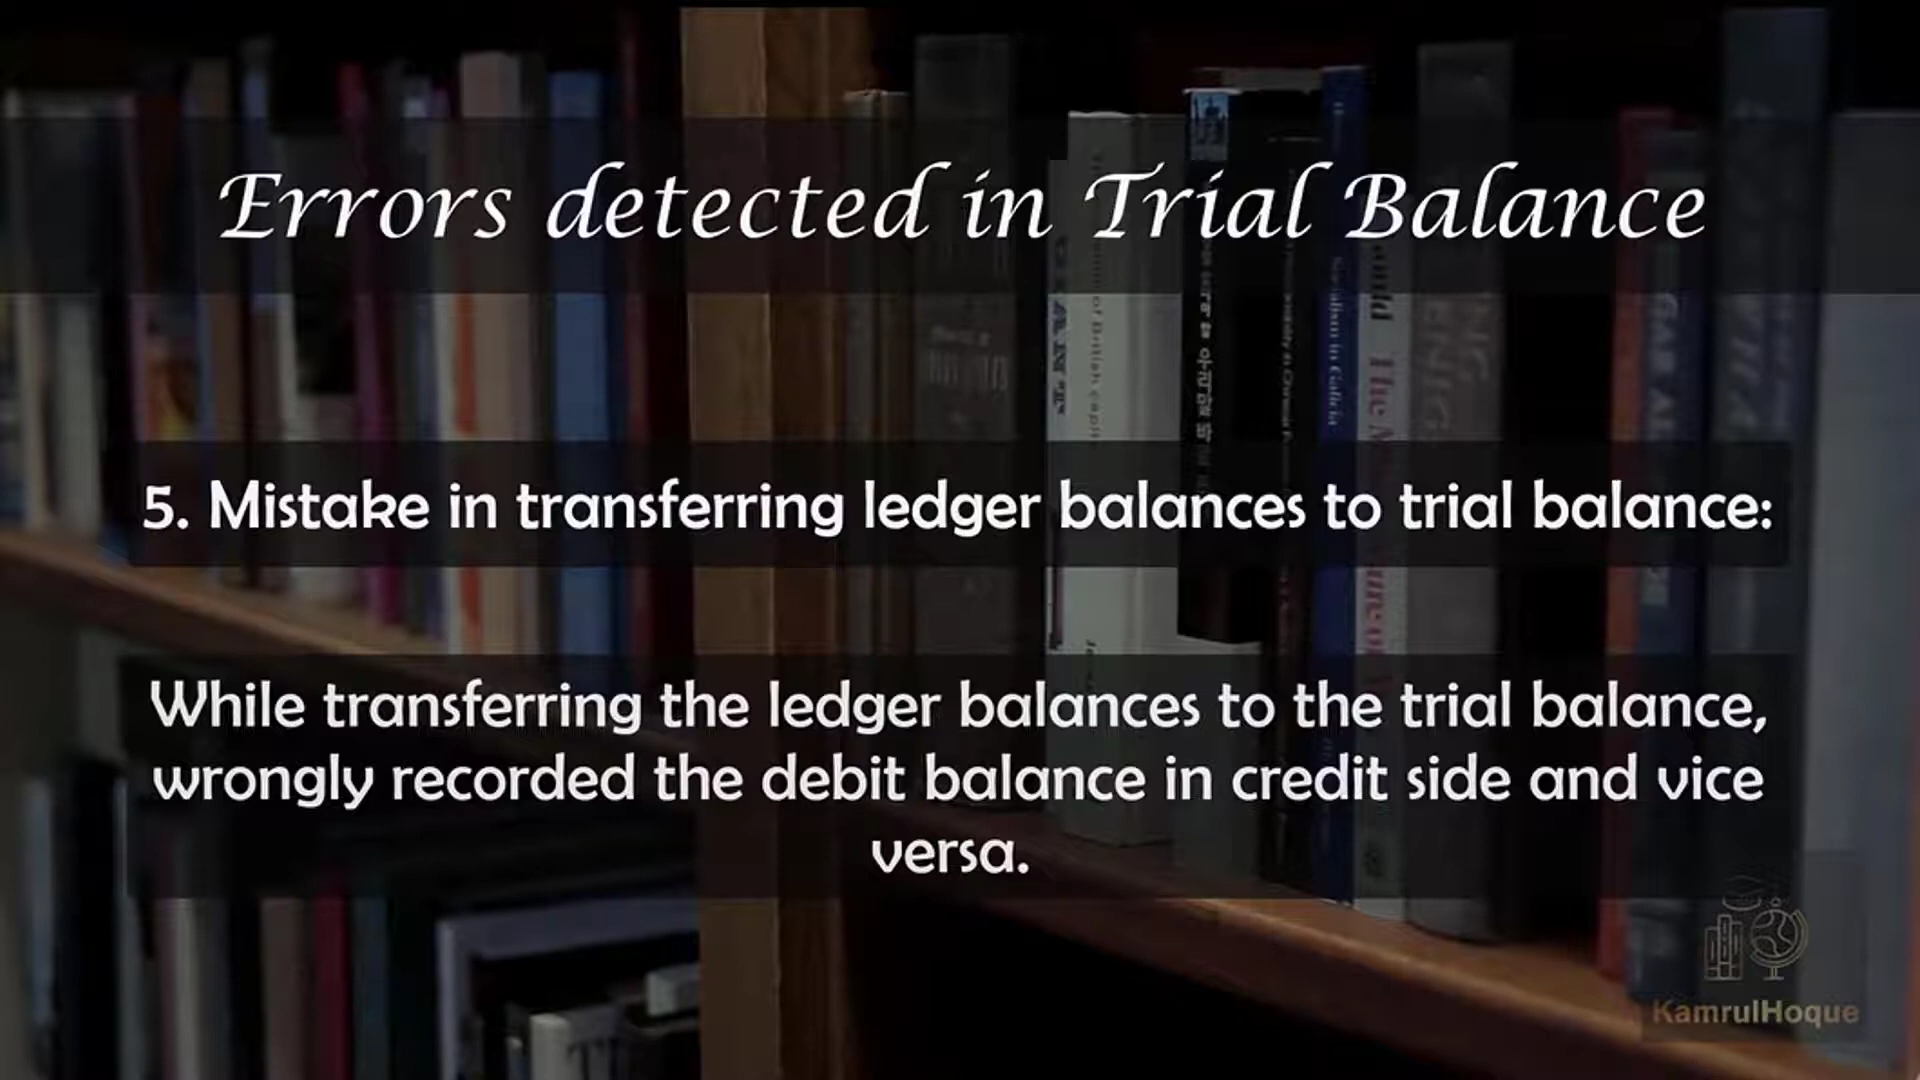 Errors detected in Trial Balance
5. Mistake in transferring ledger balances to trial balance:
While transferring the ledger balances to the trial balance,
wrongly recorded the debit balance in credit side and vice
versa.
KamrulHoque